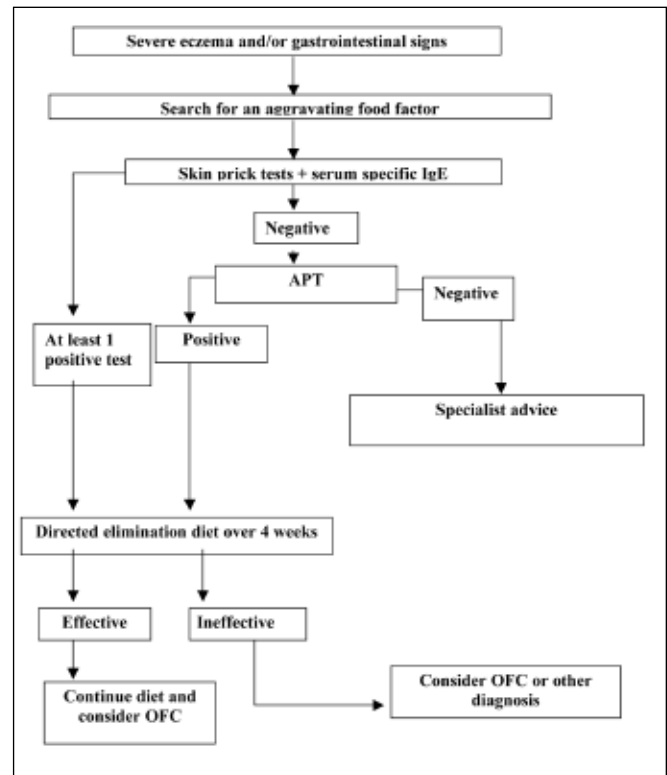 Severe eczema and/or gastrointestinal signs
Search for an aggravating food factor
Skin prick tests + serum specific IgE
Negative
APT
Negative
At least 1
positive test
Positive
Specialist advice
Directed elimination diet over 4 weeks
Effective
Ineffective
Continue diet and
consider OFC
Consider OFC or other
diagnosis